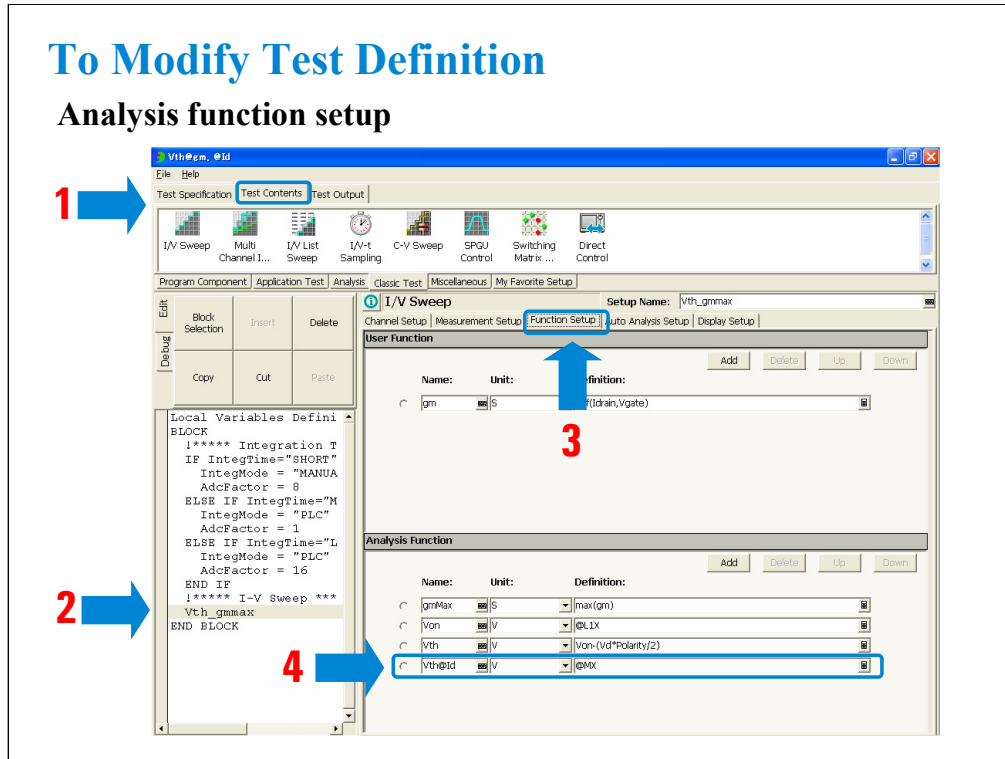 To Modify Test Definition
Analysis function setup
Vth@gm, @Id
File Help
Test Specification Test Contents Test Output
1
I/V Sweep
Multi
Channel I...
I/V List
Sweep
I/V-t
Sampling
C-V Sweep
SPGU
Control
Switching
Matrix ...
Direct
Control
Program Component Application Test Analysis Classic Test Miscellaneous My Favorite Setup
Edit
Debug
Block
Selection
Insert
Delete
Copy
Cut
Paste
I/V Sweep
Setup Name: Vth_gmmax
Channel Setup Measurement Setup Function Setup Auto Analysis Setup Display Setup
User Function
Add Delete Up Down
Name: Unit:
gm S (Idrain,Vgate)
3
Local Variables Defini
BLOCK
!***** Integration T
IF IntegTime="SHORT"
IntegMode = "MANUA
AdcFactor = 8
ELSE IF IntegTime="M
IntegMode = "PLC"
AdcFactor = 1
ELSE IF IntegTime="L
IntegMode = "PLC"
AdcFactor = 16
END IF
!***** I-V Sweep ***
2
Vth_gmmax
END BLOCK
Analysis Function
Add Delete Up Down
Name: Unit: Definition:
gmMax S max(gm)
Von V @L1X
Vth V Von-(Vd*Polarity/2)
4
Vth@Id V @MX